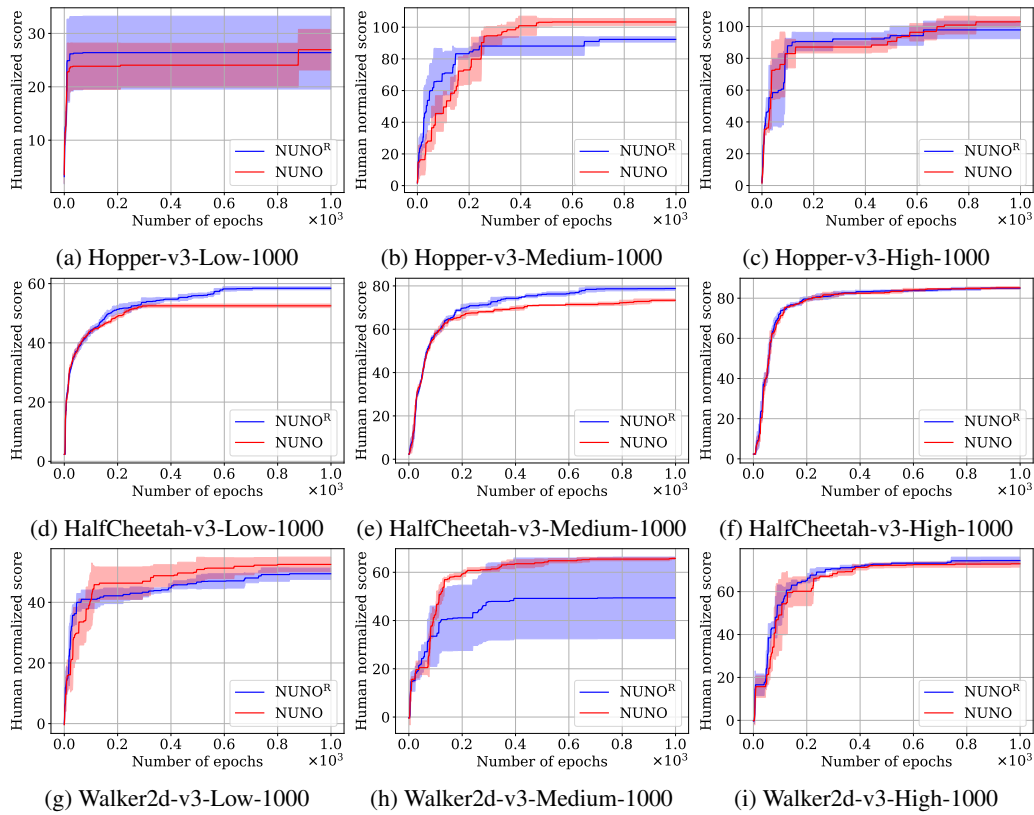 Human normalized score
30
20
10
NUNO^R
NUNO
0.0 0.2 0.4 0.6 0.8 1.0
Number of epochs ×10³
(a) Hopper-v3-Low-1000
Human normalized score
100
80
60
40
20
0
NUNO^R
NUNO
0.0 0.2 0.4 0.6 0.8 1.0
Number of epochs ×10³
(b) Hopper-v3-Medium-1000
Human normalized score
100
80
60
40
20
0
NUNO^R
NUNO
0.0 0.2 0.4 0.6 0.8 1.0
Number of epochs ×10³
(c) Hopper-v3-High-1000
Human normalized score
60
40
20
0
NUNO^R
NUNO
0.0 0.2 0.4 0.6 0.8 1.0
Number of epochs ×10³
(d) HalfCheetah-v3-Low-1000
Human normalized score
80
60
40
20
0
NUNO^R
NUNO
0.0 0.2 0.4 0.6 0.8 1.0
Number of epochs ×10³
(e) HalfCheetah-v3-Medium-1000
Human normalized score
80
60
40
20
0
NUNO^R
NUNO
0.0 0.2 0.4 0.6 0.8 1.0
Number of epochs ×10³
(f) HalfCheetah-v3-High-1000
Human normalized score
40
20
0
NUNO^R
NUNO
0.0 0.2 0.4 0.6 0.8 1.0
Number of epochs ×10³
(g) Walker2d-v3-Low-1000
Human normalized score
60
40
20
0
NUNO^R
NUNO
0.0 0.2 0.4 0.6 0.8 1.0
Number of epochs ×10³
(h) Walker2d-v3-Medium-1000
Human normalized score
60
40
20
0
NUNO^R
NUNO
0.0 0.2 0.4 0.6 0.8 1.0
Number of epochs ×10³
(i) Walker2d-v3-High-1000